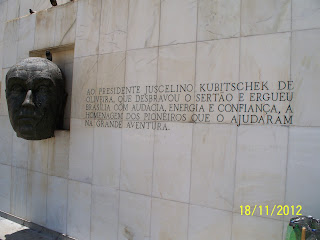 AO PRESIDENTE JUSCELINO KUBITSCHEK DE
OLIVEIRA, QUE DESBRAVOU O SERTÃO E ERGUEU
BRASÍLIA COM AUDÁCIA, ENERGIA E CONFIANÇA, A
HOMENAGEM DOS PIONEIROS QUE O AJUDARAM
NA GRANDE AVENTURA.
18/11/2012